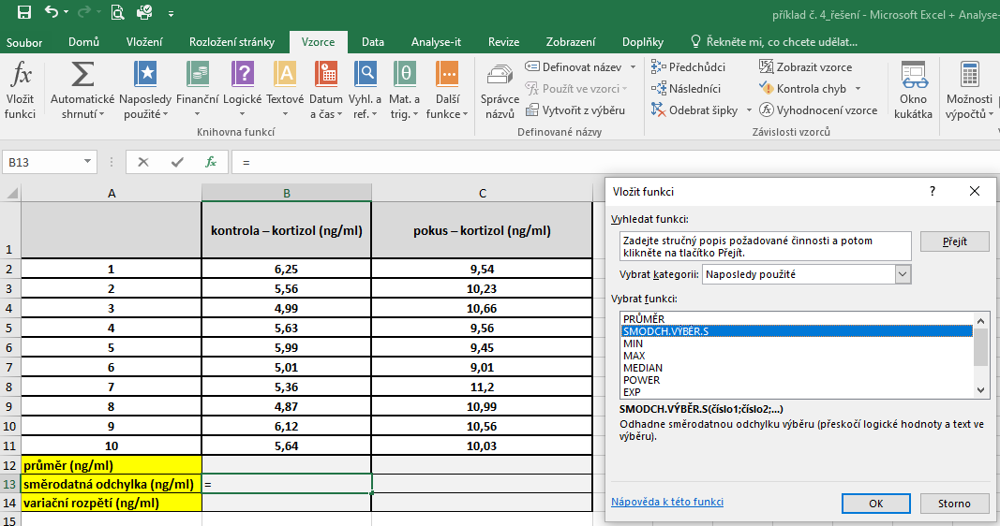 příklad č. 4_řešení - Microsoft Excel + Analyse-
Soubor Domů Vložení Rozložení stránky Vzorce Data Analyse-it Revize Zobrazení Doplňky Řekněte mi, co chcete udělat...
fx Σ ? A θ ...
Vložit funkci
Automatické shrnutí
Naposledy použité
Finanční
Logické
Textové
Datum a čas
Vyhl. a ref.
Mat. a trig.
Další funkce
Knihovna funkcí
Správce názvů
Definovat název
Použít ve vzorci
Vytvořit z výběru
Definované názvy
Předchůdci
Následníci
Odebrat šipky
Zobrazit vzorce
Kontrola chyb
Vyhodnocení vzorce
Závislosti vzorců
Okno kukátka
Možnosti výpočtů
B13 fx =
A B C
1 kontrola – kortizol (ng/ml) pokus – kortizol (ng/ml)
2 1 6,25 9,54
3 2 5,56 10,23
4 3 4,99 10,66
5 4 5,63 9,56
6 5 5,99 9,45
7 6 5,01 9,01
8 7 5,36 11,2
9 8 4,87 10,99
10 9 6,12 10,56
11 10 5,64 10,03
12 průměr (ng/ml)
13 směrodatná odchylka (ng/ml) =
14 variační rozpětí (ng/ml)
15
Vložit funkci ?
Vyhledat funkci:
Zadejte stručný popis požadované činnosti a potom
klikněte na tlačítko Přejít.
Přejít
Vybrat kategorii: Naposledy použité
Vybrat funkci:
PRŮMĚR
SMODCH.VÝBĚR.S
MIN
MAX
MEDIAN
POWER
EXP
SMODCH.VÝBĚR.S(číslo1;číslo2;...)
Odhadne směrodatnou odchylku výběru (přeskočí logické hodnoty a text ve
výběru).
Nápověda k této funkci OK Storno